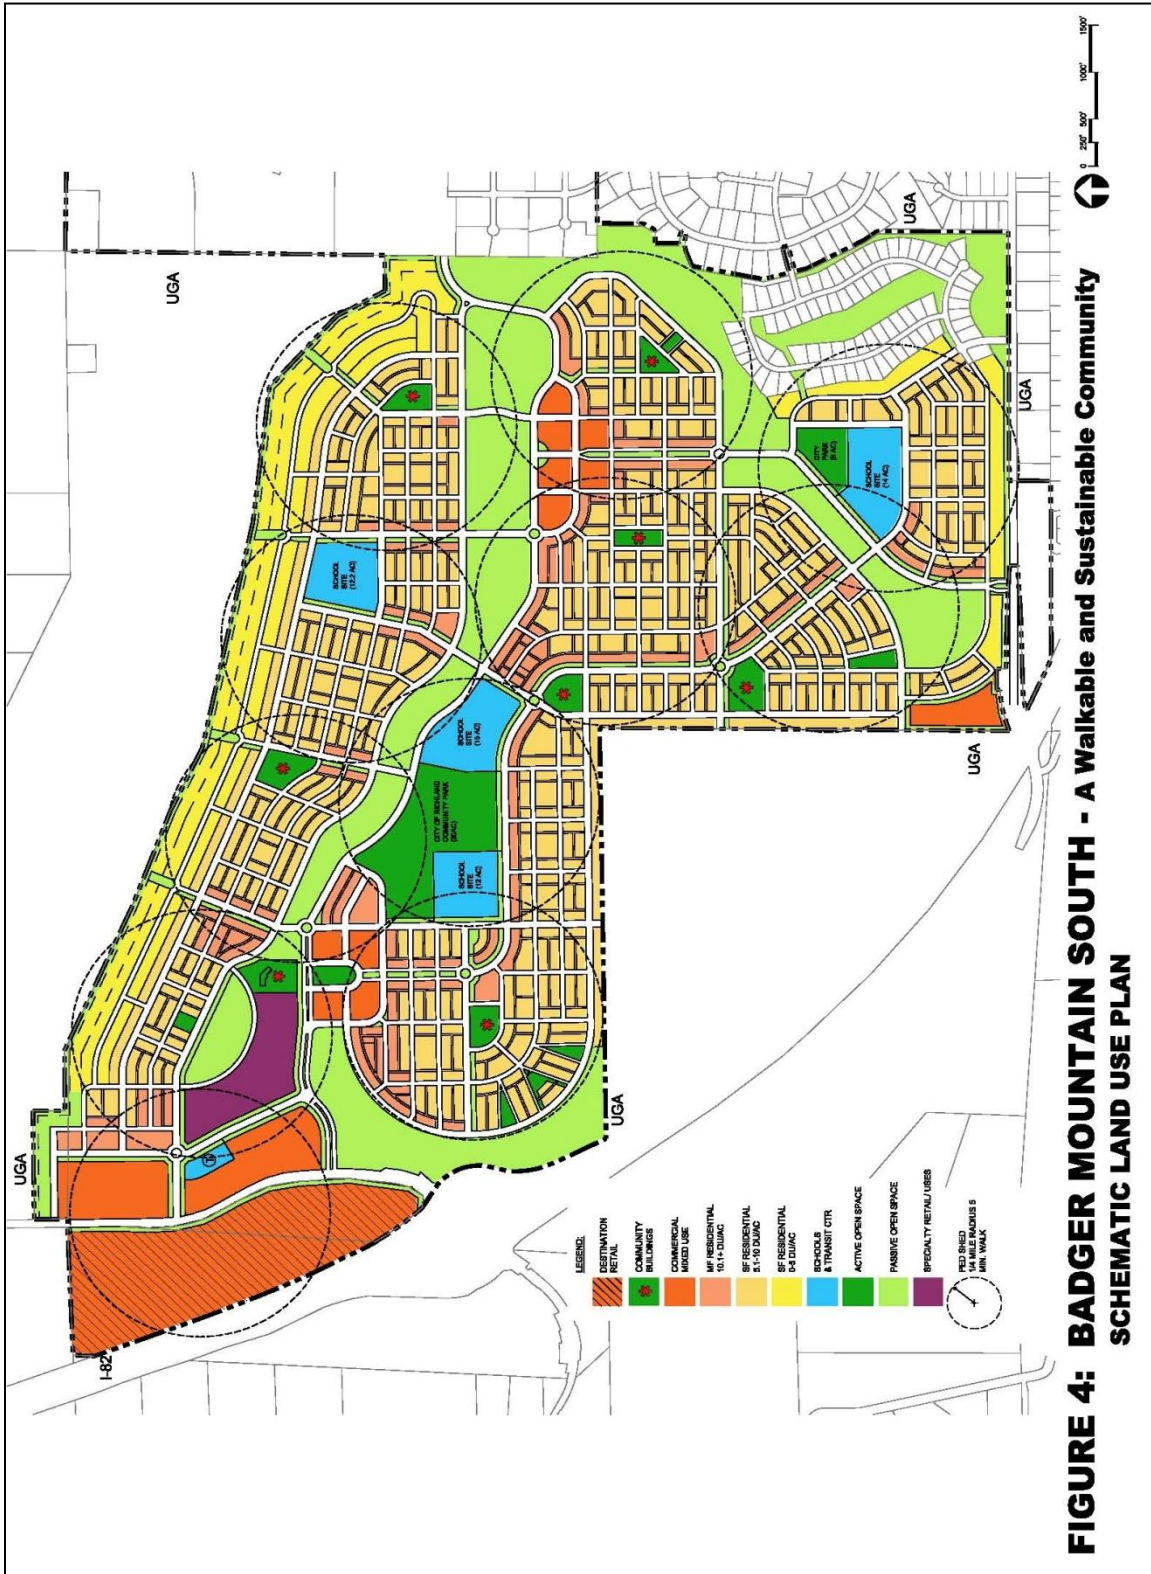 UGA
UGA
UGA
UGA
UGA
UGA
I-82
SCHOOL
SITE
(12.2 AC)
SCHOOL
SITE
(15 AC)
CITY OF RICHLAND
COMMUNITY PARK
(30AC)
SCHOOL
SITE
(12 AC)
CITY
PARK
SCHOOL
SITE
(14 AC)
LEGEND:
DESTINATION
RETAIL
COMMUNITY
BUILDINGS
COMMERCIAL
MIXED USE
MF RESIDENTIAL
10.1+ DU/AC
SF RESIDENTIAL
5.1-10 DU/AC
SF RESIDENTIAL
0-5 DU/AC
SCHOOLS
& TRANSIT CTR
ACTIVE OPEN SPACE
PASSIVE OPEN SPACE
SPECIALTY RETAIL/ USES
PED SHED
1/4 MILE RADIUS 5
MIN. WALK
0 250' 500' 1000' 1500'
FIGURE 4: BADGER MOUNTAIN SOUTH - A Walkable and Sustainable Community
SCHEMATIC LAND USE PLAN